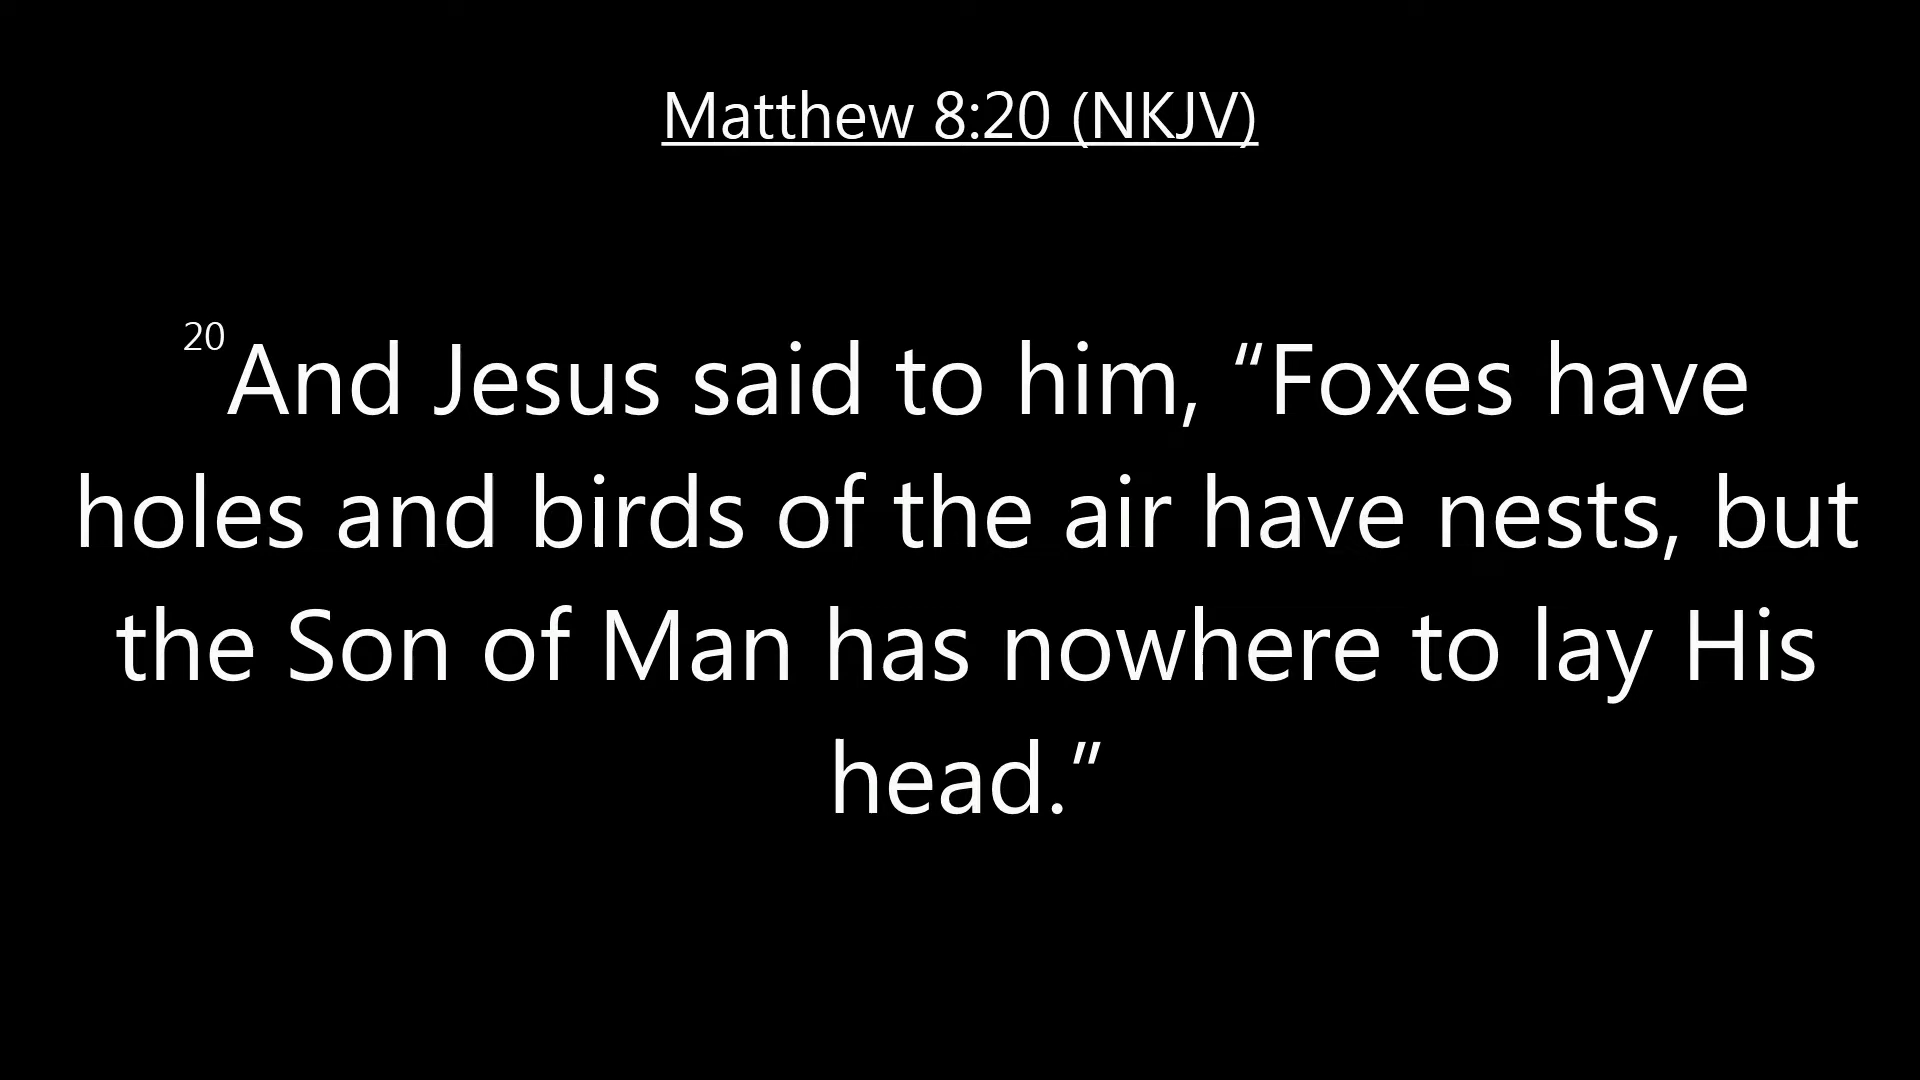 Matthew 8:20 (NKJV)
20And Jesus said to him, “Foxes have
holes and birds of the air have nests, but
the Son of Man has nowhere to lay His
head.”